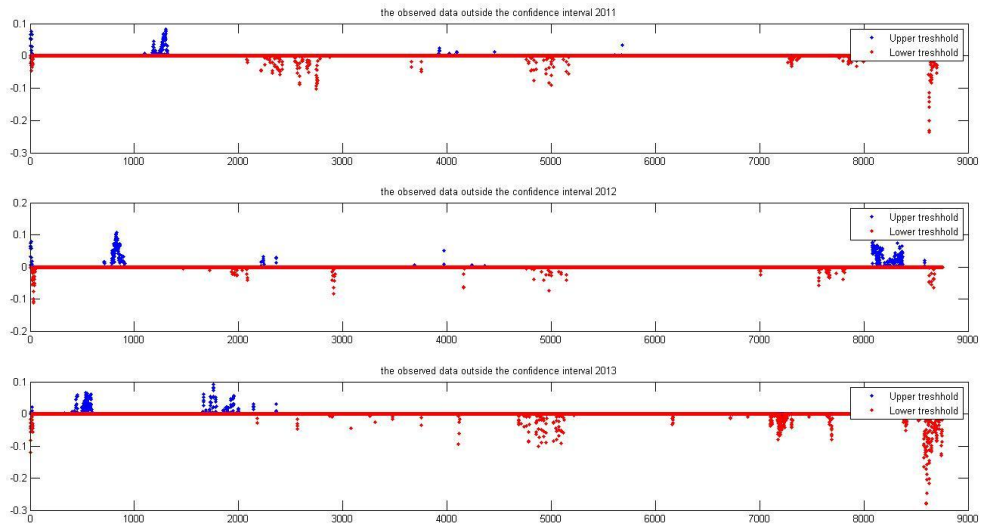 the observed data outside the confidence interval 2011
0.1
0
-0.1
-0.2
-0.3
Upper treshhold
Lower treshhold
0 1000 2000 3000 4000 5000 6000 7000 8000 9000
the observed data outside the confidence interval 2012
0.2
0.1
0
-0.1
-0.2
Upper treshhold
Lower treshhold
0 1000 2000 3000 4000 5000 6000 7000 8000 9000
the observed data outside the confidence interval 2013
0.1
0
-0.1
-0.2
-0.3
Upper treshhold
Lower treshhold
0 1000 2000 3000 4000 5000 6000 7000 8000 9000